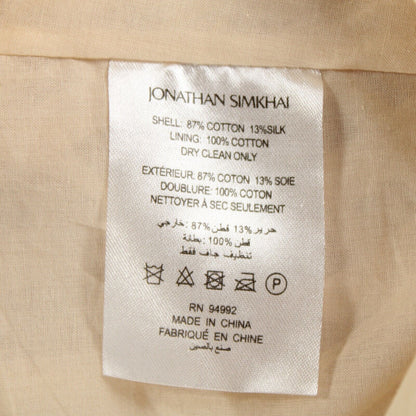 JONATHAN SIMKHAI
SHELL: 87% COTTON 13%SILK
LINING: 100% COTTON
DRY CLEAN ONLY
EXTÉRIEUR: 87% COTON 13% SOIE
DOUBLURE: 100% COTON
NETTOYER À SEC SEULEMENT
حرير %13 قطن %87: خارجي
قطن %100: بطانة
تنظيف جاف فقط
P
RN 94992
MADE IN CHINA
FABRIQUÉ EN CHINE
صنع بالصين